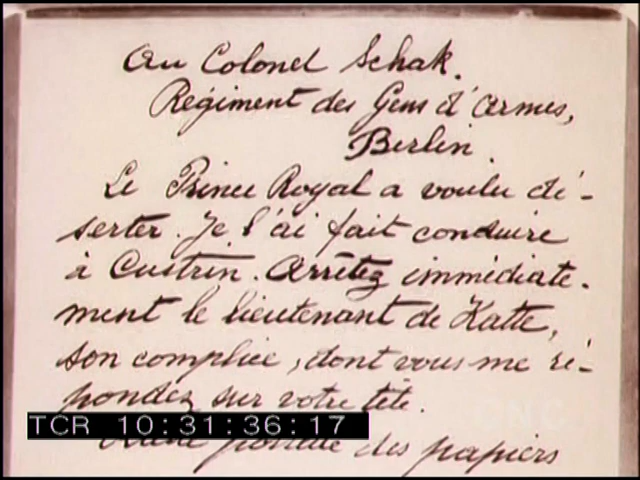 Au Colonel Schak.
Régiment des Gens d'Armes,
Berlin.
Le Prince Royal a voulu dé-
serter. Je l'ai fait conduire
à Custrin. Arrêtez immédiate-
ment le lieutenant de Katte,
son complice, dont vous me ré-
pondez sur votre tête.
des papiers
TCR 10:31:36:17
CNC